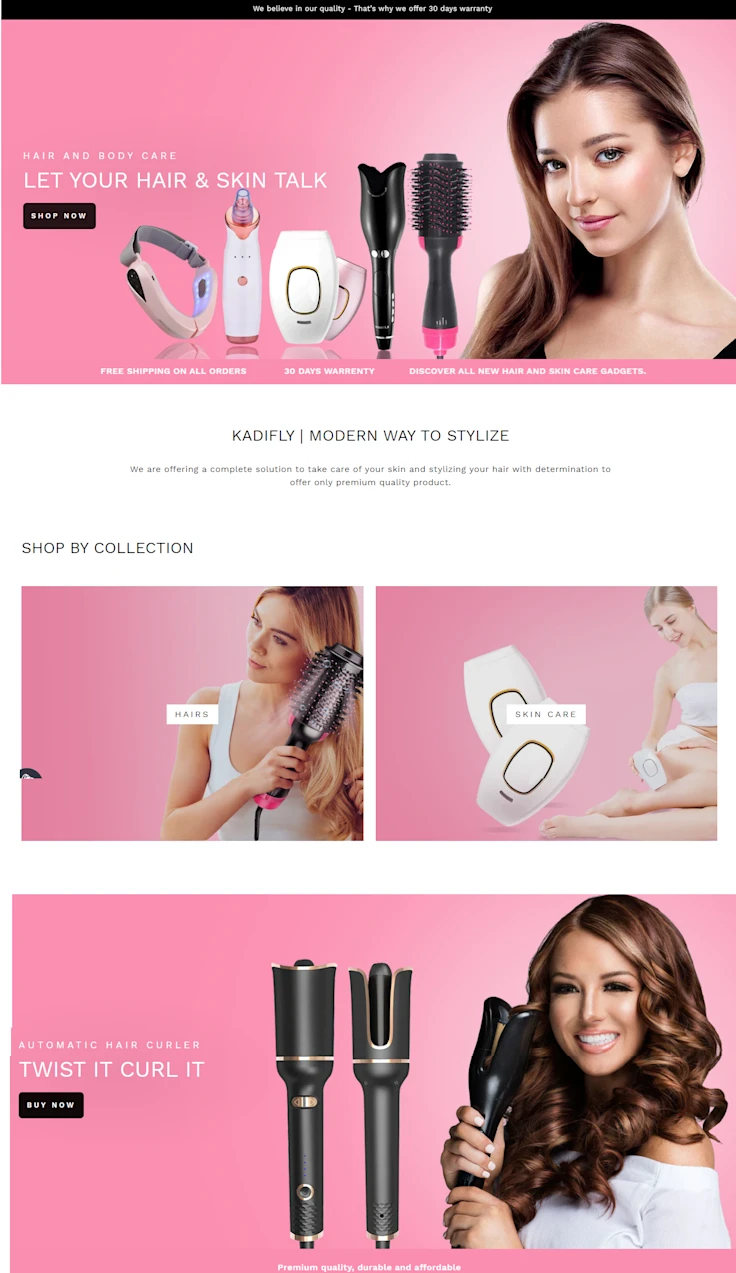 We believe in our quality - That's why we offer 30 days warranty
HAIR AND BODY CARE
LET YOUR HAIR & SKIN TALK
SHOP NOW
FREE SHIPPING ON ALL ORDERS
30 DAYS WARRENTY
DISCOVER ALL NEW HAIR AND SKIN CARE GADGETS.
KADIFLY | MODERN WAY TO STYLIZE
We are offering a complete solution to take care of your skin and stylizing your hair with determination to
offer only premium quality product.
SHOP BY COLLECTION
HAIRS
SKIN CARE
AUTOMATIC HAIR CURLER
TWIST IT CURL IT
BUY NOW
Premium quality, durable and affordable